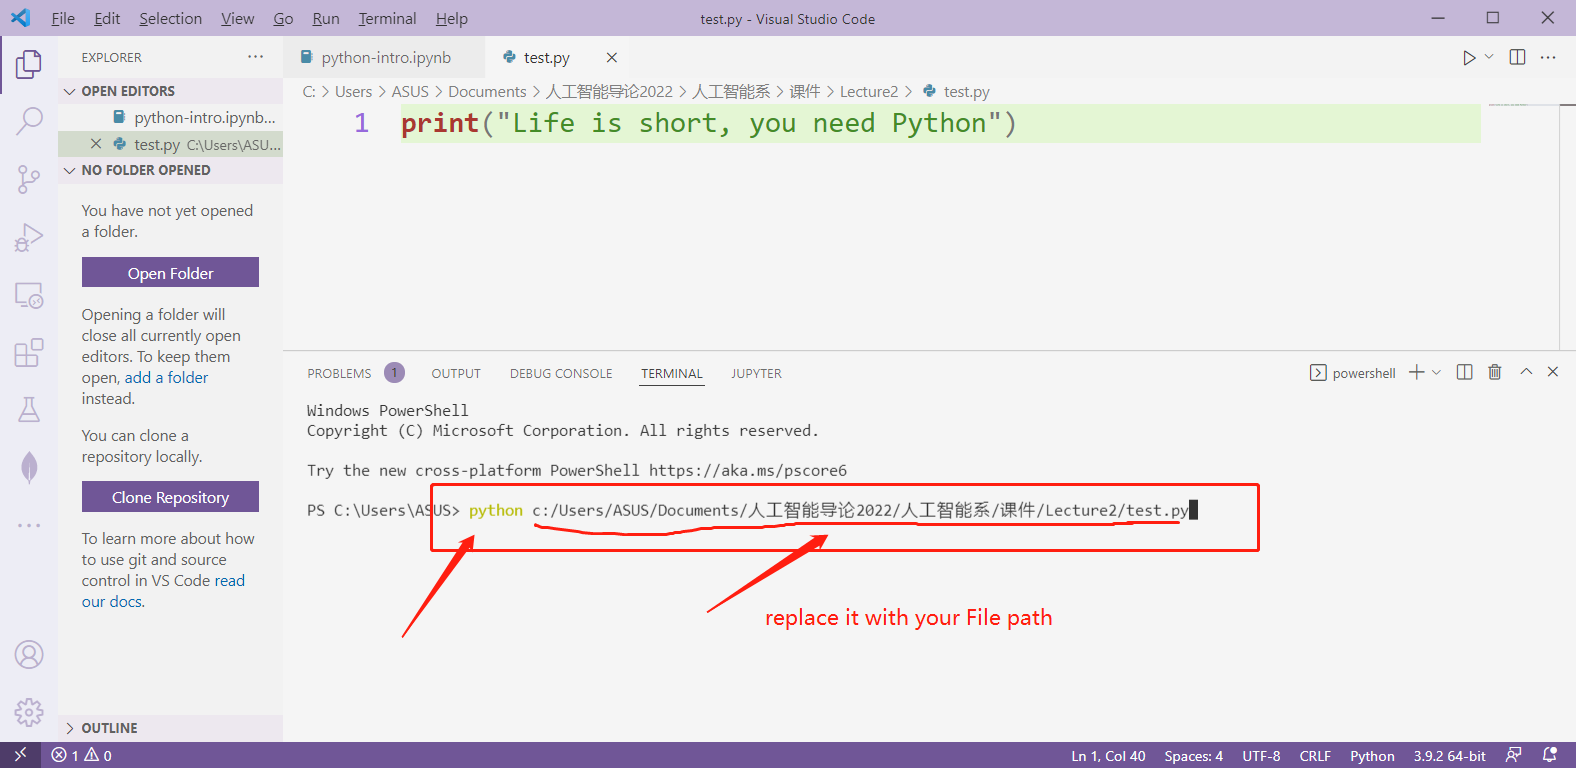 File Edit Selection View Go Run Terminal Help
test.py - Visual Studio Code
EXPLORER
OPEN EDITORS
python-intro.ipynb...
test.py C:\Users\ASU...
NO FOLDER OPENED
You have not yet opened
a folder.
Open Folder
Opening a folder will
close all currently open
editors. To keep them
open, add a folder
instead.
You can clone a
repository locally.
Clone Repository
To learn more about how
to use git and source
control in VS Code read
our docs.
OUTLINE
python-intro.ipynb
test.py
C: > Users > ASUS > Documents > 人工智能导论2022 > 人工智能系 > 课件 > Lecture2 > test.py
1 print("Life is short, you need Python")
PROBLEMS 1 OUTPUT DEBUG CONSOLE TERMINAL JUPYTER
powershell
Windows PowerShell
Copyright (C) Microsoft Corporation. All rights reserved.
Try the new cross-platform PowerShell https://aka.ms/pscore6
PS C:\Users\ASUS> python c:/Users/ASUS/Documents/人工智能导论2022/人工智能系/课件/Lecture2/test.py
replace it with your File path
1 0
Ln 1, Col 40 Spaces: 4 UTF-8 CRLF Python 3.9.2 64-bit